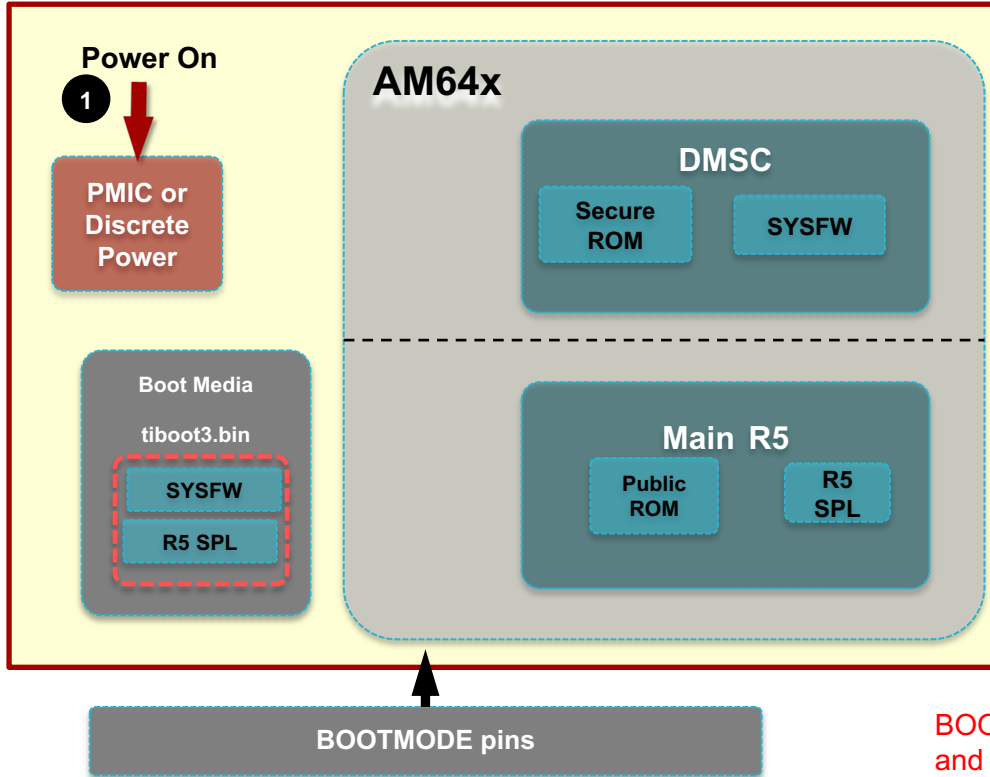 Power On
1
PMIC or
Discrete
Power
AM64x
DMSC
Secure
ROM
SYSFW
Boot Media
tiboot3.bin
SYSFW
R5 SPL
Main R5
Public
ROM
R5
SPL
BOOTMODE pins
BOO
and